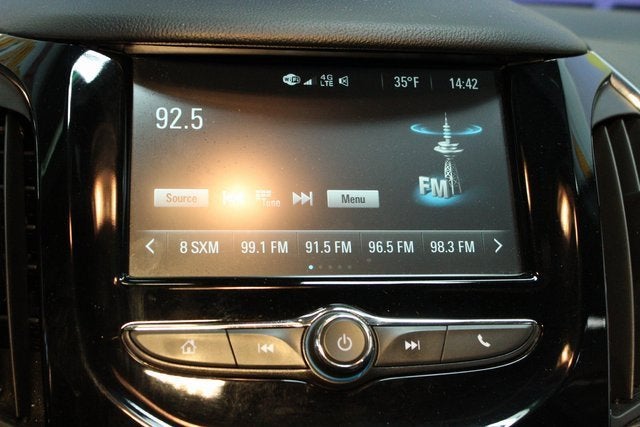 WiFi 4G LTE 35°F 14:42
92.5
FM
Source Tune Menu
8 SXM 99.1 FM 91.5 FM 96.5 FM 98.3 FM